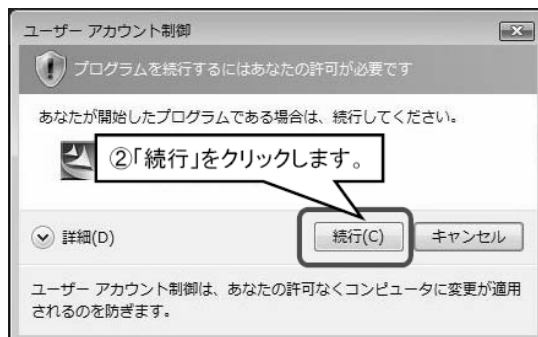 ユーザー アカウント制御
プログラムを続行するにはあなたの許可が必要です
あなたが開始したプログラムである場合は、続行してください。
②「続行」をクリックします。
詳細(D)
続行(C)
キャンセル
ユーザー アカウント制御は、あなたの許可なくコンピュータに変更が適用
されるのを防ぎます。